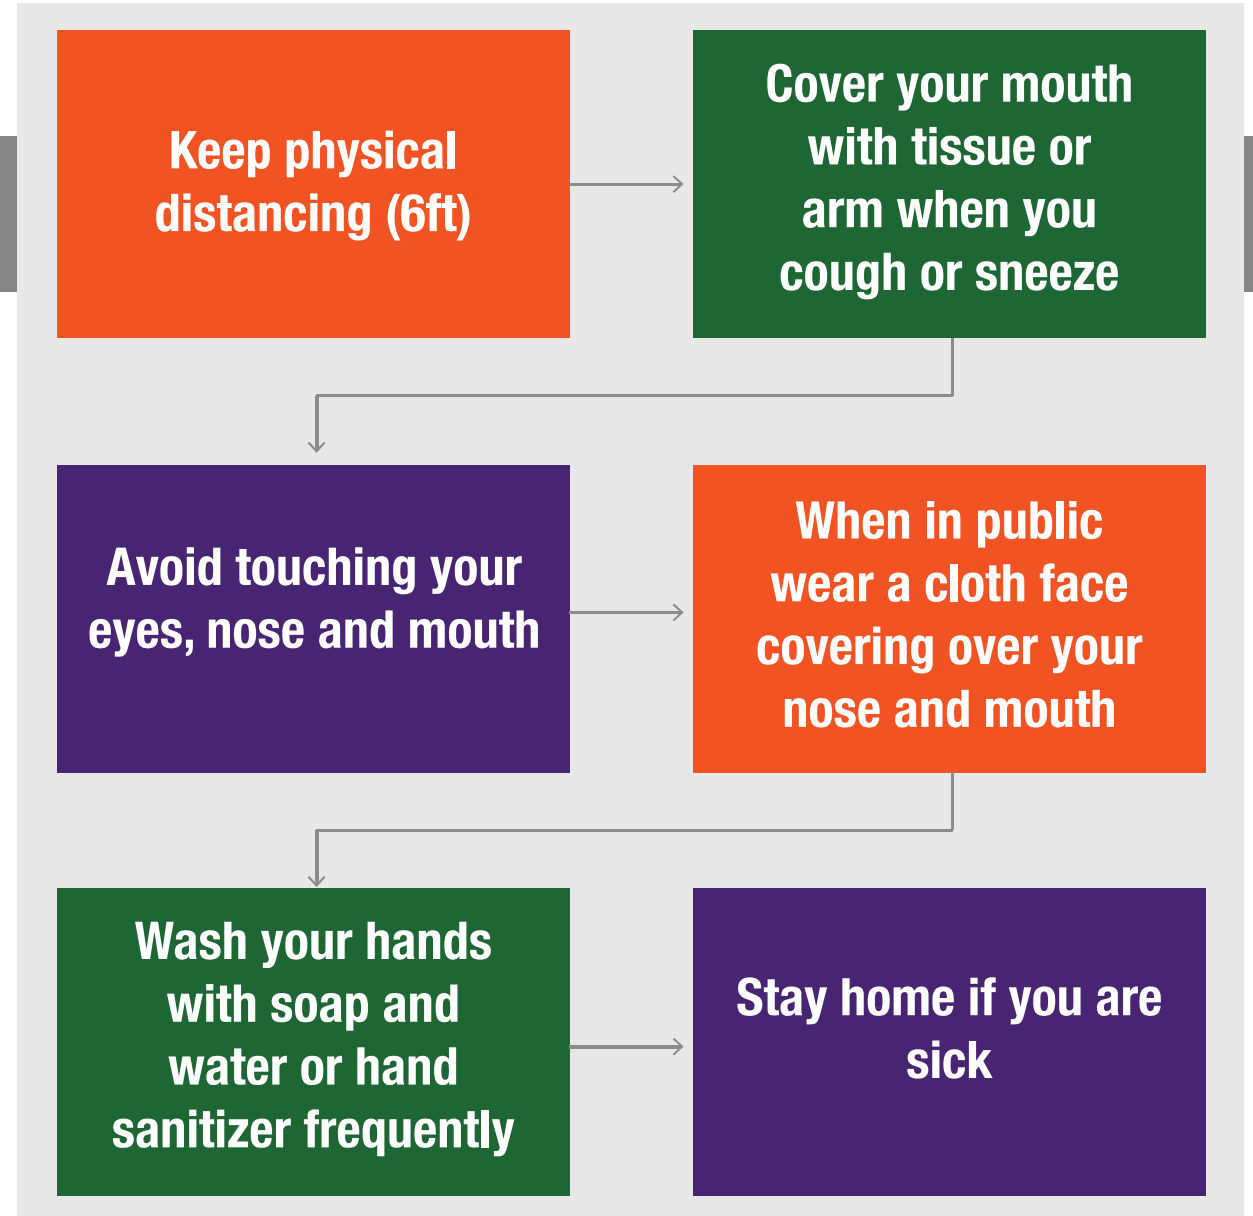 Keep physical
distancing (6ft)
Cover your mouth
with tissue or
arm when you
cough or sneeze
Avoid touching your
eyes, nose and mouth
When in public
wear a cloth face
covering over your
nose and mouth
Wash your hands
with soap and
water or hand
sanitizer frequently
Stay home if you are
sick